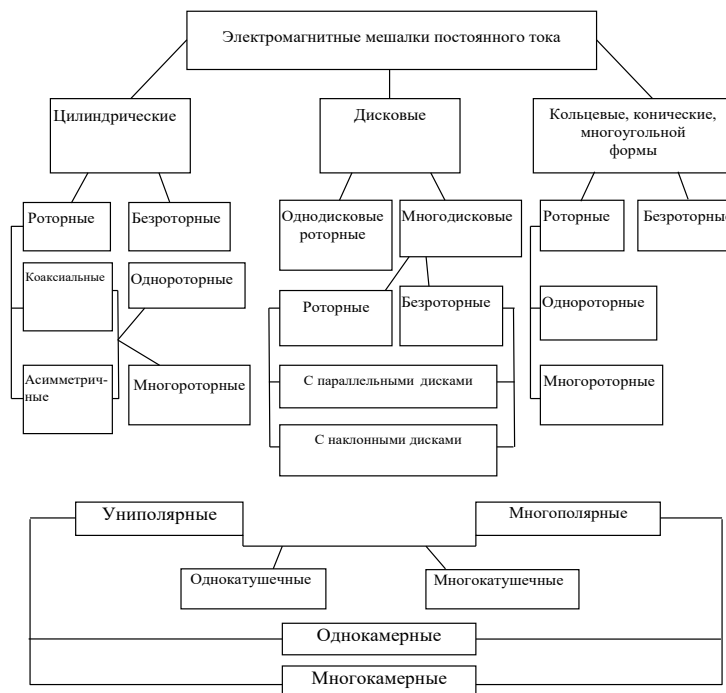 Электромагнитные мешалки постоянного тока
Цилиндрические
Дисковые
Кольцевые, конические,
многоугольной
формы
Роторные
Безроторные
Однодисковые
роторные
Многодисковые
Роторные
Безроторные
Коаксиальные
Однороторные
Роторные
Безроторные
Однороторные
Асимметрич-
ные
Многороторные
С параллельными дисками
Многороторные
С наклонными дисками
Униполярные
Многополярные
Однокатушечные
Многокатушечные
Однокамерные
Многокамерные